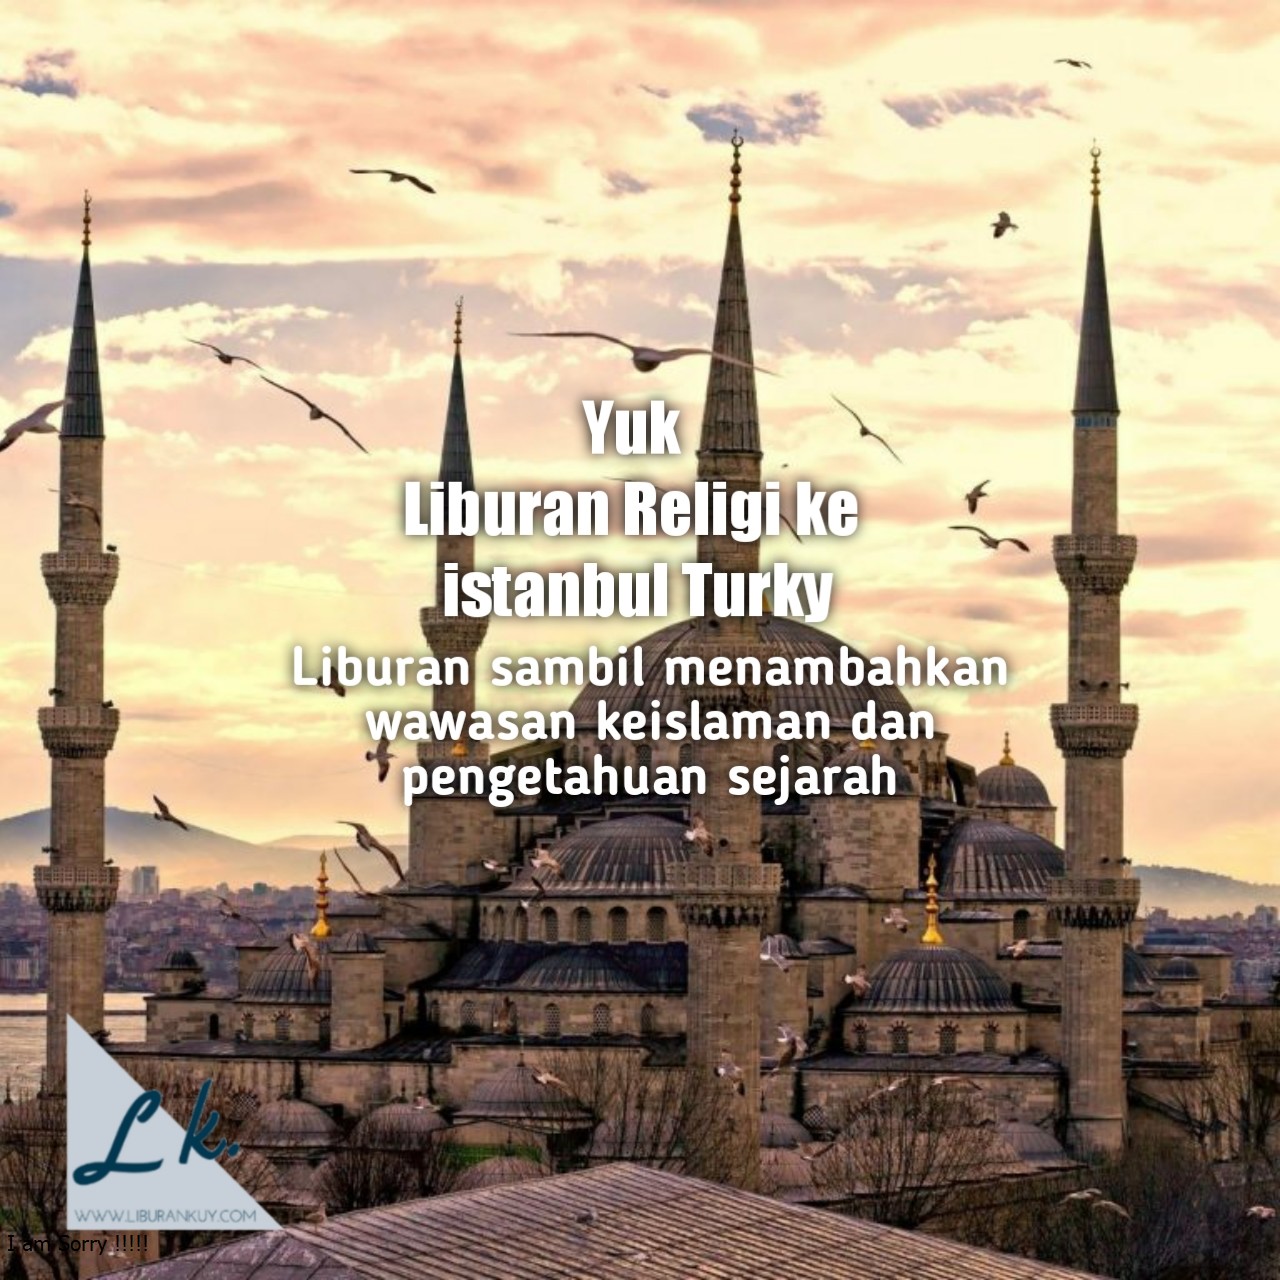 Yuk
Liburan Religi ke
istanbul Turky
Liburan sambil menambahkan
wawasan keislaman dan
pengetahuan sejarah
L k.
WWW.LIBURANKUY.COM
I am Sorry !!!!!